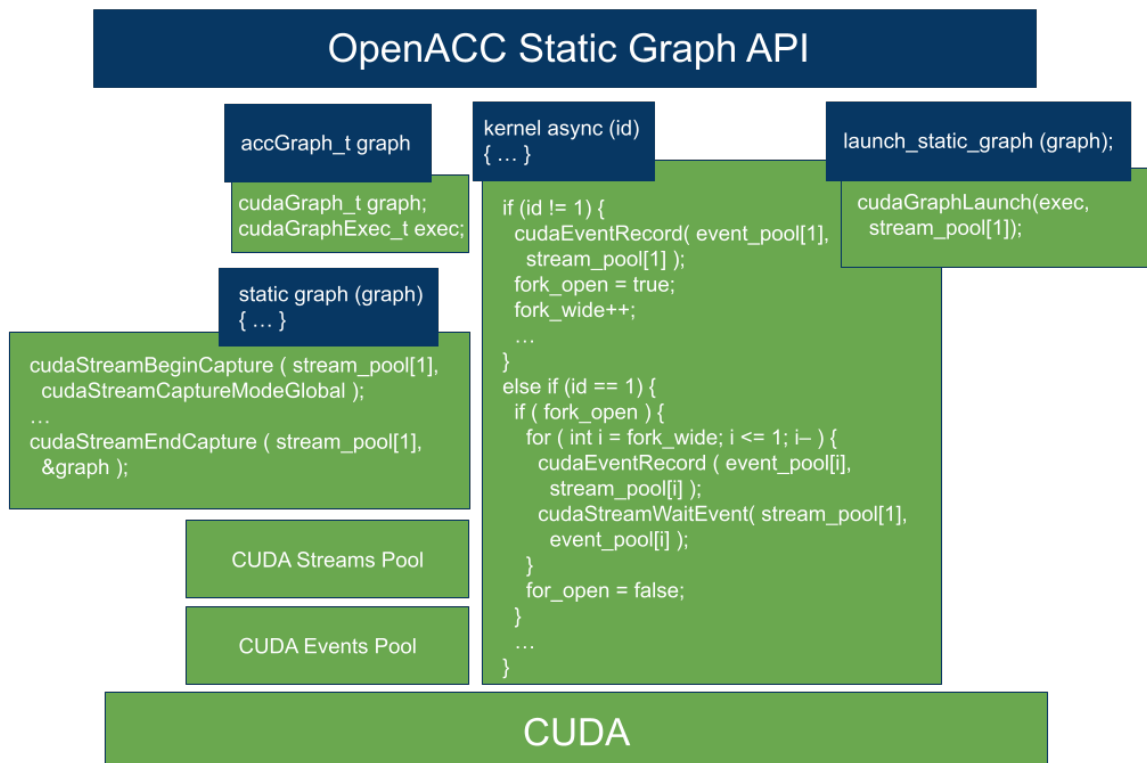 OpenACC Static Graph API
accGraph_t graph
cudaGraph_t graph;
cudaGraphExec_t exec;
static graph (graph)
{ … }
cudaStreamBeginCapture ( stream_pool[1],
cudaStreamCaptureModeGlobal );
…
cudaStreamEndCapture ( stream_pool[1],
&graph );
CUDA Streams Pool
CUDA Events Pool
kernel async (id)
{ … }
if (id != 1) {
cudaEventRecord( event_pool[1],
stream_pool[1] );
fork_open = true;
fork_wide++;
…
}
else if (id == 1) {
if ( fork_open ) {
for ( int i = fork_wide; i <= 1; i– ) {
cudaEventRecord ( event_pool[i],
stream_pool[i] );
cudaStreamWaitEvent( stream_pool[1],
event_pool[i] );
}
for_open = false;
}
…
}
launch_static_graph (graph);
cudaGraphLaunch(exec,
stream_pool[1]);
CUDA